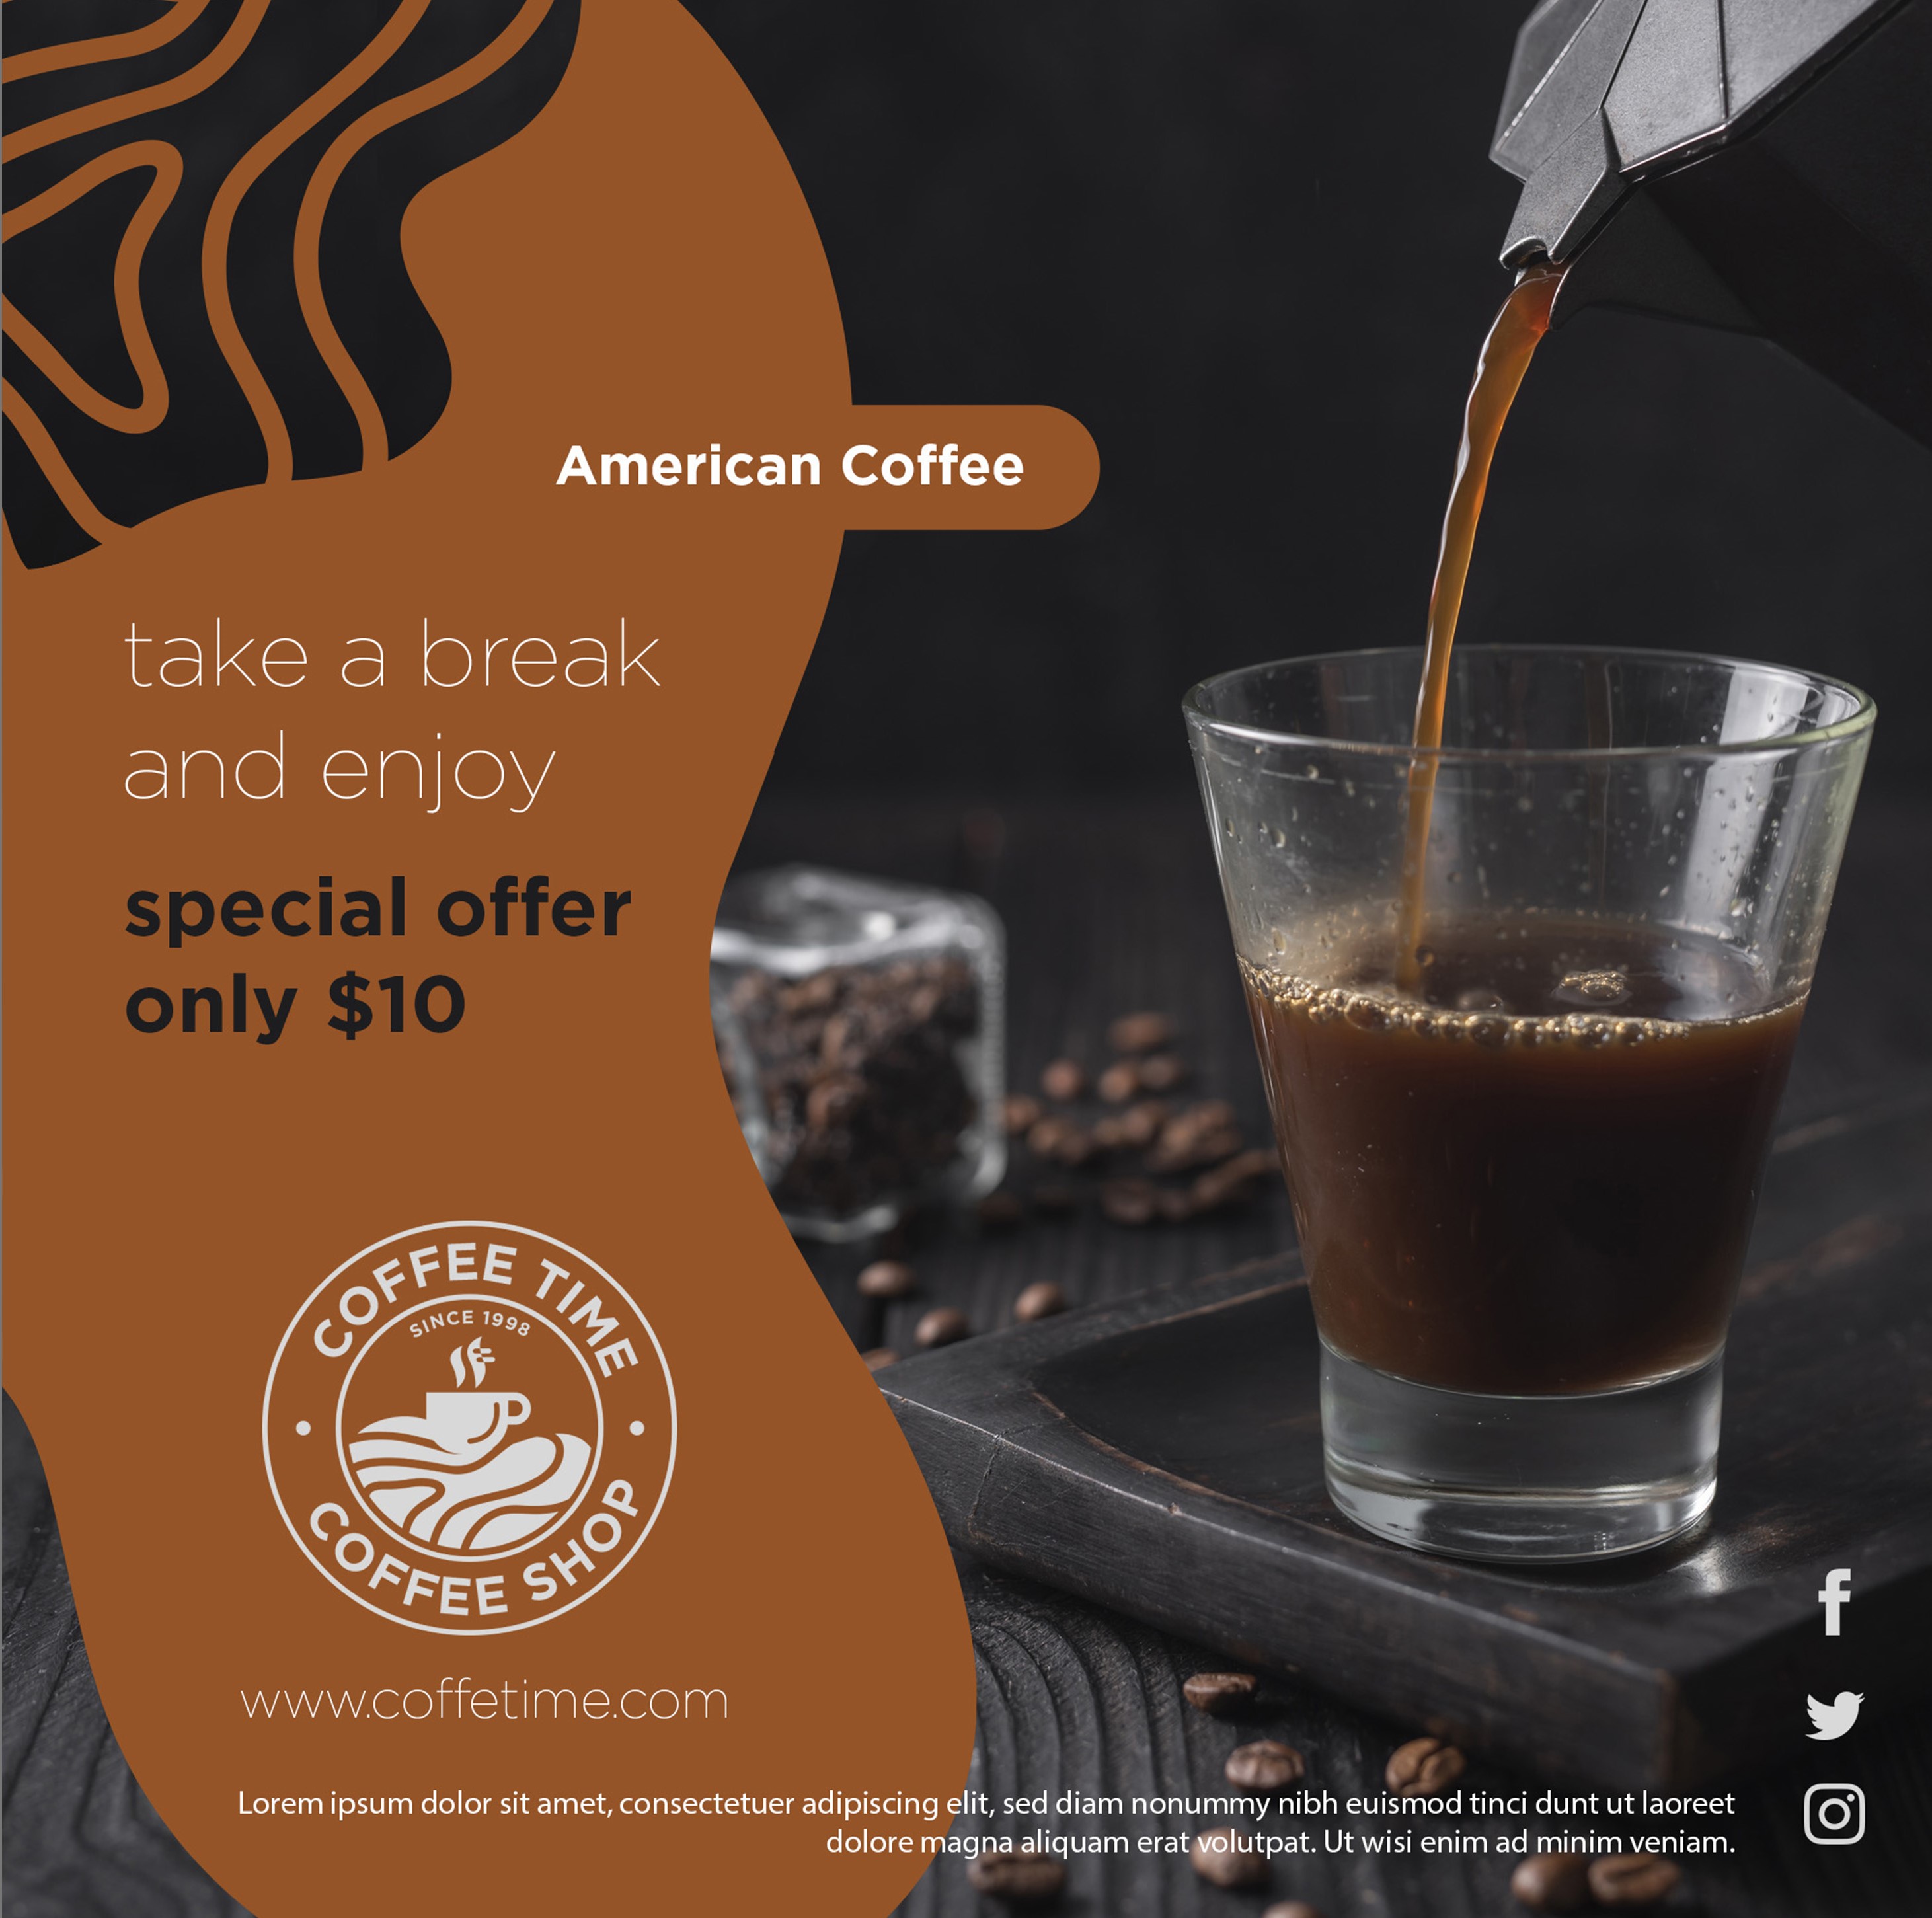 American Coffee
take a break
and enjoy
special offer
only $10
COFFEE TIME
SINCE 1998
COFFEE SHOP
www.coffetime.com
Lorem ipsum dolor sit amet, consectetuer adipiscing elit, sed diam nonummy nibh euismod tinci dunt ut laoreet
dolore magna aliquam erat volutpat. Ut wisi enim ad minim veniam.